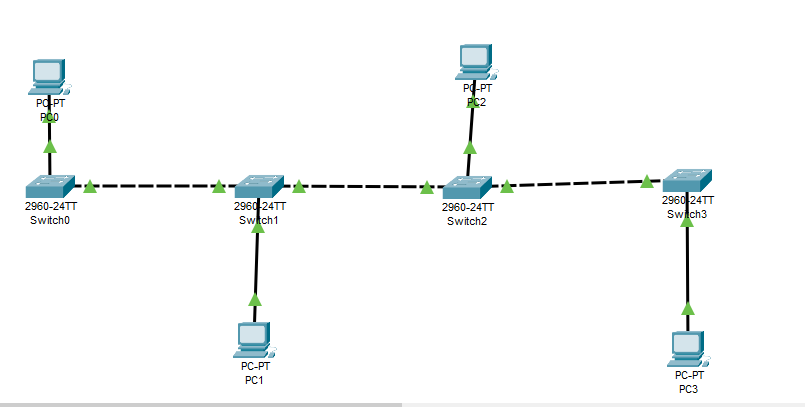 PC-PT
PC0
PC-PT
PC2
2960-24TT
Switch0
2960-24TT
Switch1
2960-24TT
Switch2
2960-24TT
Switch3
PC-PT
PC1
PC-PT
PC3